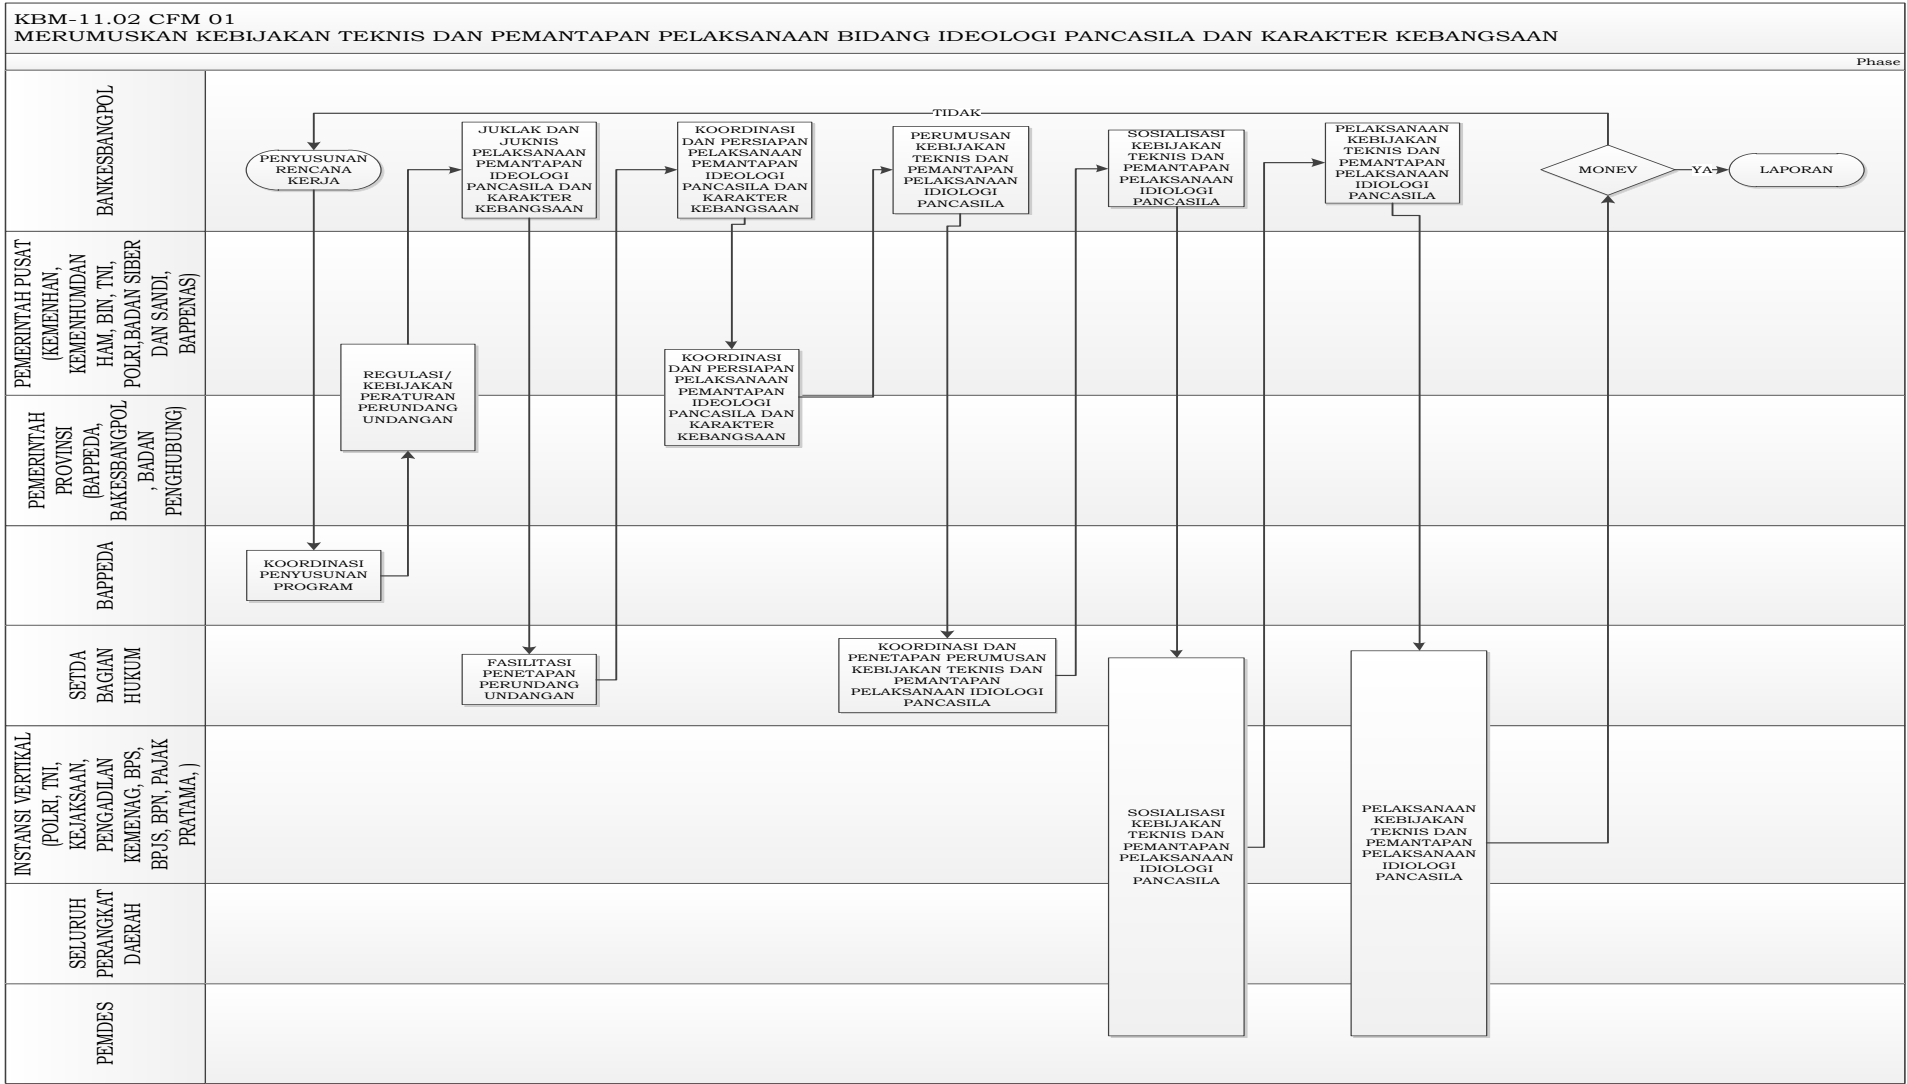 KBM-11.02 CFM 01
MERUMUSKAN KEBIJAKAN TEKNIS DAN PEMANTAPAN PELAKSANAAN BIDANG IDEOLOGI PANCASILA DAN KARAKTER KEBANGSAAN
Phase
BANKESBANGPOL
TIDAK
PENYUSUNAN
RENCANA
KERJA
JUKLAK DAN
JUKNIS
PELAKSANAAN
PEMANTAPAN
IDEOLOGI
PANCASILA DAN
KARAKTER
KEBANGSAAN
KOORDINASI
DAN PERSIAPAN
PELAKSANAAN
PEMANTAPAN
IDEOLOGI
PANCASILA DAN
KARAKTER
KEBANGSAAN
PERUMUSAN
KEBIJAKAN
TEKNIS DAN
PEMANTAPAN
PELAKSANAAN
IDIOLOGI
PANCASILA
SOSIALISASI
KEBIJAKAN
TEKNIS DAN
PEMANTAPAN
PELAKSANAAN
IDIOLOGI
PANCASILA
PELAKSANAAN
KEBIJAKAN
TEKNIS DAN
PEMANTAPAN
PELAKSANAAN
IDIOLOGI
PANCASILA
MONEV
YA
LAPORAN
PEMERINTAH PUSAT
(KEMENHAN,
KEMENHUMDAN
HAM, BIN, TNI,
POLRI,BADAN SIBER
DAN SANDI,
BAPPENAS)
REGULASI/
KEBIJAKAN
PERATURAN
PERUNDANG
UNDANGAN
KOORDINASI
DAN PERSIAPAN
PELAKSANAAN
PEMANTAPAN
IDEOLOGI
PANCASILA DAN
KARAKTER
KEBANGSAAN
PEMERINTAH
PROVINSI
(BAPPEDA,
BAKESBANGPOL
, BADAN
PENGHUBUNG)
BAPPEDA
KOORDINASI
PENYUSUNAN
PROGRAM
SETDA
BAGIAN
HUKUM
FASILITASI
PENETAPAN
PERUNDANG
UNDANGAN
KOORDINASI DAN
PENETAPAN PERUMUSAN
KEBIJAKAN TEKNIS DAN
PEMANTAPAN
PELAKSANAAN IDIOLOGI
PANCASILA
INSTANSI VERTIKAL
(POLRI, TNI,
KEJAKSAAN,
PENGADILAN
KEMENAG, BPS,
BPJS, BPN, PAJAK
PRATAMA, )
SOSIALISASI
KEBIJAKAN
TEKNIS DAN
PEMANTAPAN
PELAKSANAAN
IDIOLOGI
PANCASILA
PELAKSANAAN
KEBIJAKAN
TEKNIS DAN
PEMANTAPAN
PELAKSANAAN
IDIOLOGI
PANCASILA
SELURUH
PERANGKAT
DAERAH
PEMDES